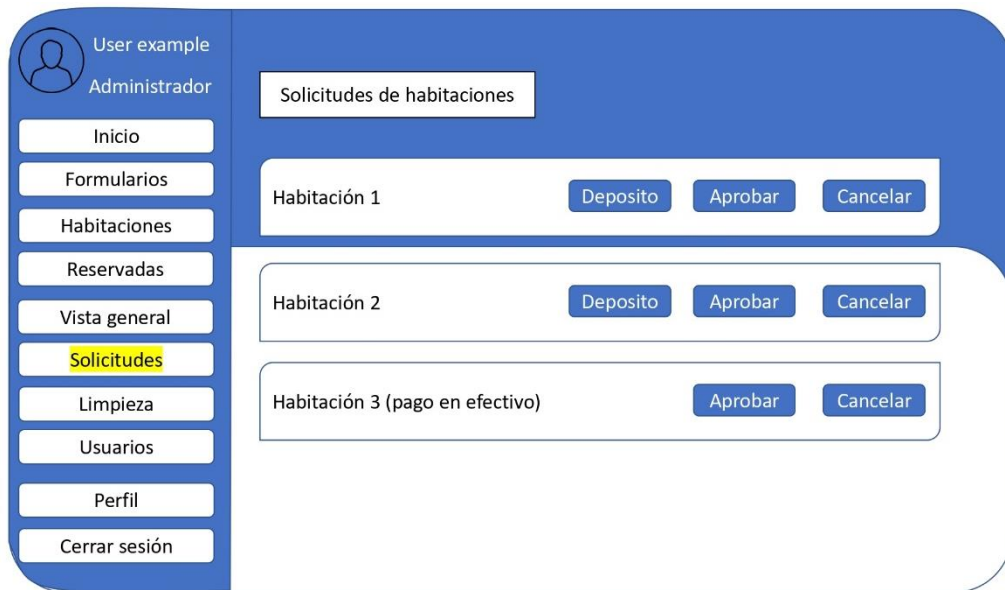 User example
Administrador
Inicio
Formularios
Habitaciones
Reservadas
Vista general
Solicitudes
Limpieza
Usuarios
Perfil
Cerrar sesión
Solicitudes de habitaciones
Habitación 1 Deposito Aprobar Cancelar
Habitación 2 Deposito Aprobar Cancelar
Habitación 3 (pago en efectivo) Aprobar Cancelar